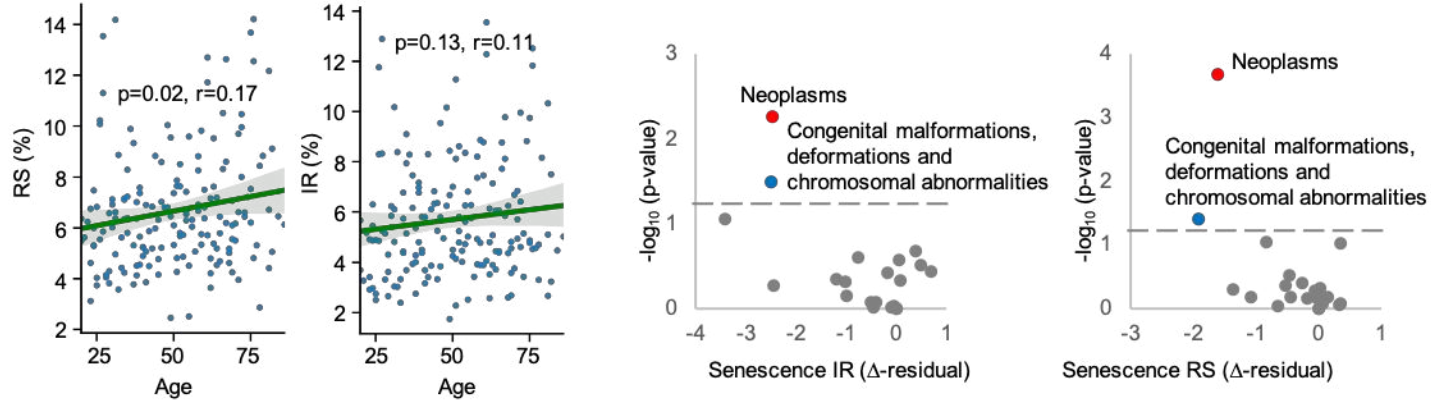 14
12
10
8
6
4
2
RS (%)
p=0.02, r=0.17
25
50
75
Age
14
12
10
8
6
4
2
IR (%)
p=0.13, r=0.11
25
50
75
Age
3
2
1
0
-log10 (p-value)
Neoplasms
Congenital malformations,
deformations and
chromosomal abnormalities
-4
-3
-2
-1
0
1
Senescence IR (Δ-residual)
4
3
2
1
0
-log10 (p-value)
Neoplasms
Congenital malformations,
deformations and
chromosomal abnormalities
-3
-2
-1
0
1
Senescence RS (Δ-residual)